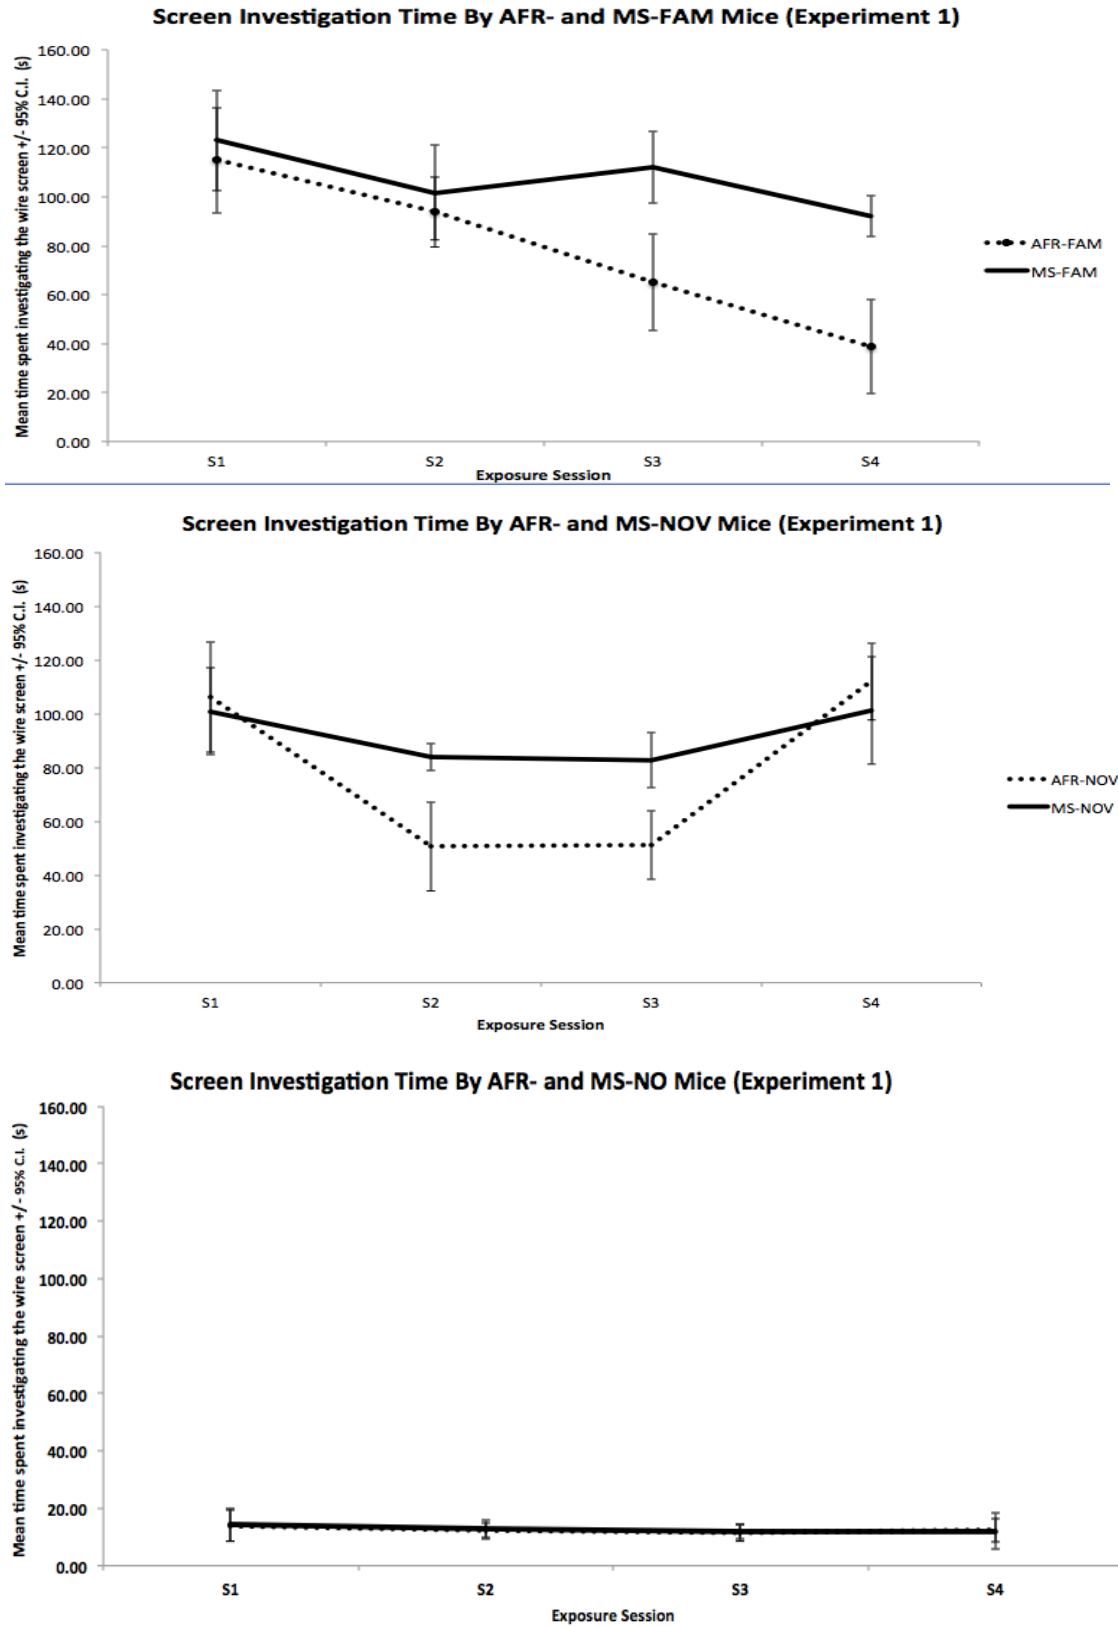 Screen Investigation Time By AFR- and MS-FAM Mice (Experiment 1)
Mean time spent investigating the wire screen +/- 95% C.I. (s)
160.00
140.00
120.00
100.00
80.00
60.00
40.00
20.00
0.00
S1 S2 S3 S4
Exposure Session
AFR-FAM
MS-FAM
Screen Investigation Time By AFR- and MS-NOV Mice (Experiment 1)
Mean time spent investigating the wire screen +/- 95% C.I. (s)
160.00
140.00
120.00
100.00
80.00
60.00
40.00
20.00
0.00
S1 S2 S3 S4
Exposure Session
AFR-NOV
MS-NOV
Screen Investigation Time By AFR- and MS-NO Mice (Experiment 1)
Mean time spent investigating the wire screen +/- 95% C.I. (s)
160.00
140.00
120.00
100.00
80.00
60.00
40.00
20.00
0.00
S1 S2 S3 S4
Exposure Session